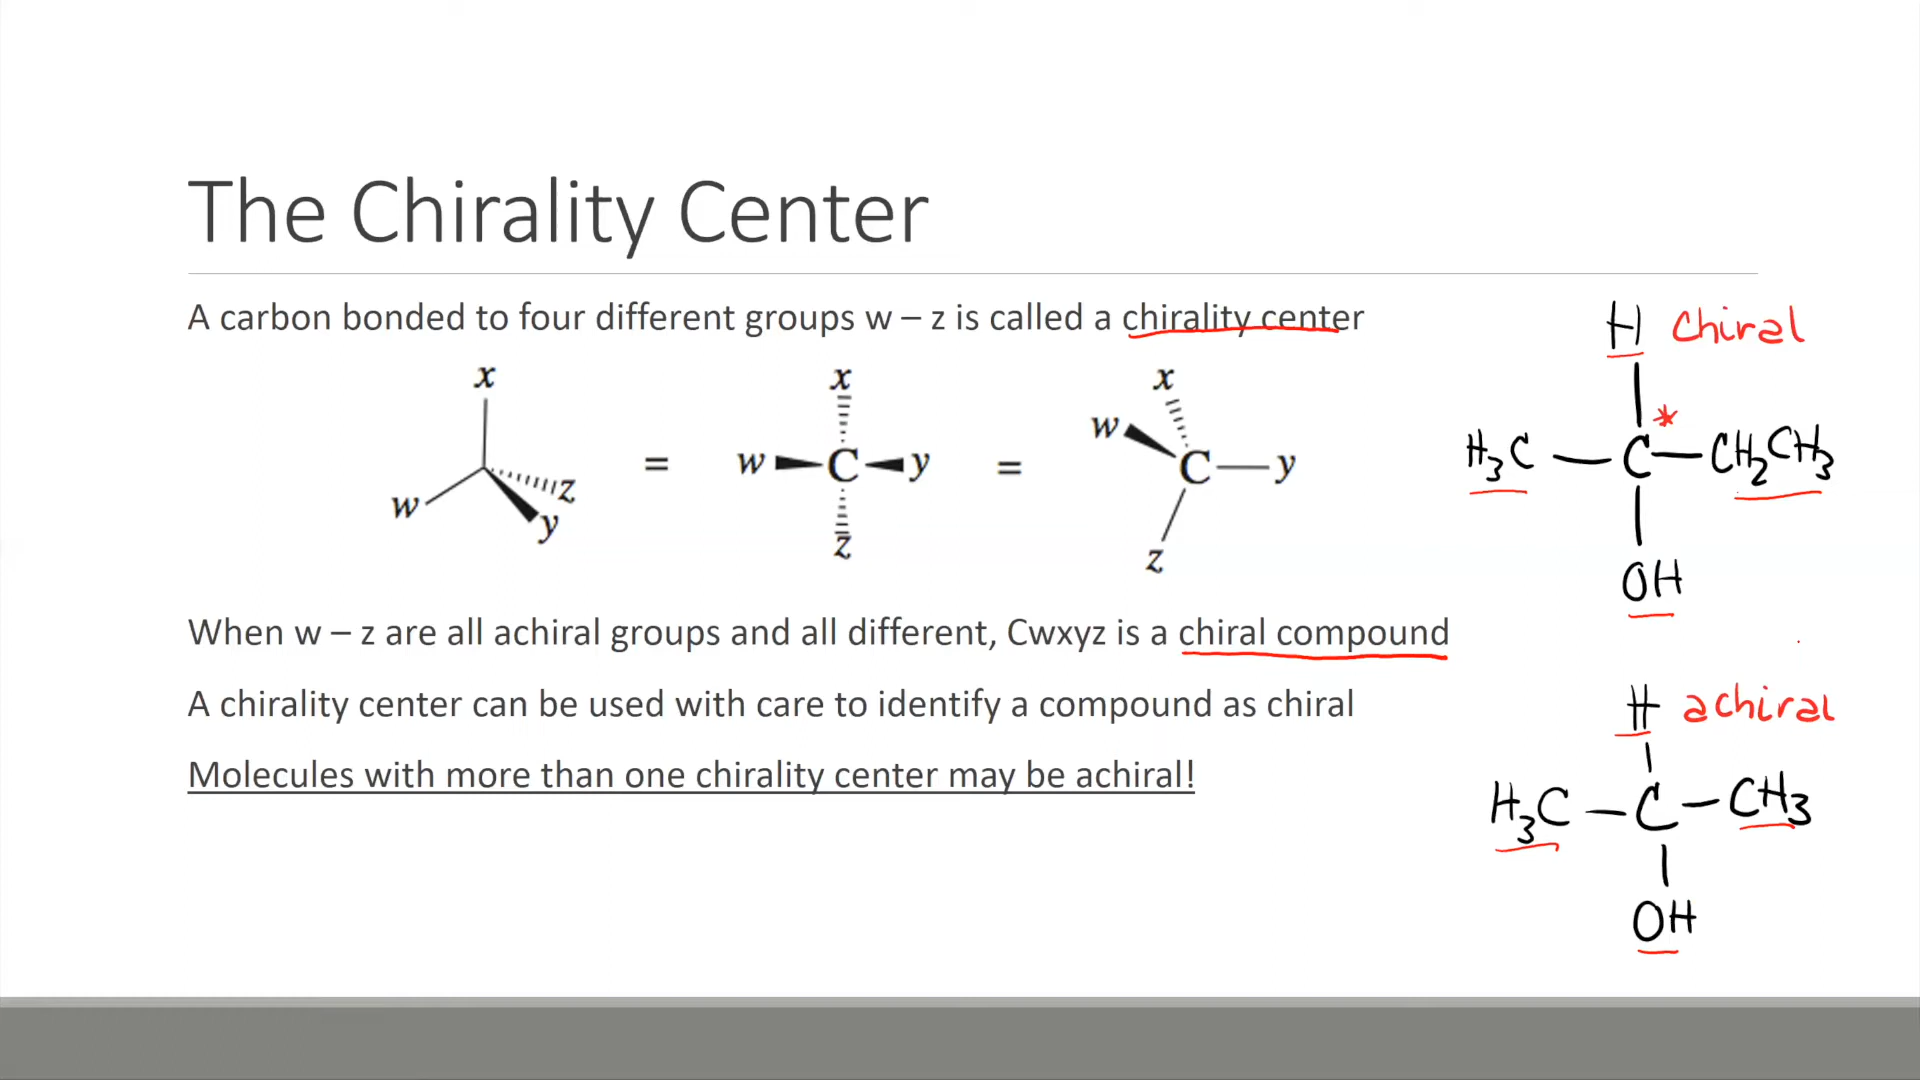 The Chirality Center
A carbon bonded to four different groups w – z is called a chirality center
x
w
z
y
=
x
w C y
z
=
x
w
C y
z
When w – z are all achiral groups and all different, Cwxyz is a chiral compound
A chirality center can be used with care to identify a compound as chiral
Molecules with more than one chirality center may be achiral!
H chiral
*
H₃C — C — CH₂CH₃
OH
H achiral
H₃C — C — CH₃
OH